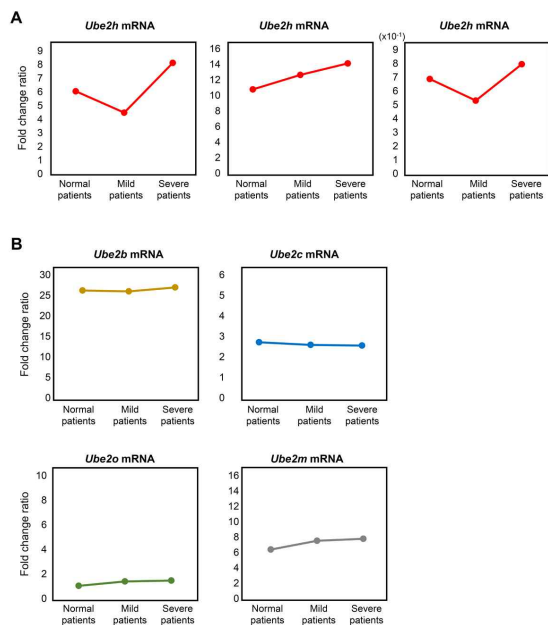 A
Ube2h mRNA
Fold change ratio
9
8
7
6
5
4
3
2
1
0
Normal patients
Mild patients
Severe patients
Ube2h mRNA
16
14
12
10
8
6
4
2
0
Normal patients
Mild patients
Severe patients
Ube2h mRNA
(x10-1)
9
8
7
6
5
4
3
2
1
0
Normal patients
Mild patients
Severe patients
B
Ube2b mRNA
Fold change ratio
30
25
20
15
10
5
0
Normal patients
Mild patients
Severe patients
Ube2c mRNA
6
5
4
3
2
1
0
Normal patients
Mild patients
Severe patients
Ube2o mRNA
Fold change ratio
10
8
6
4
2
0
Normal patients
Mild patients
Severe patients
Ube2m mRNA
16
14
12
10
8
6
4
2
0
Normal patients
Mild patients
Severe patients